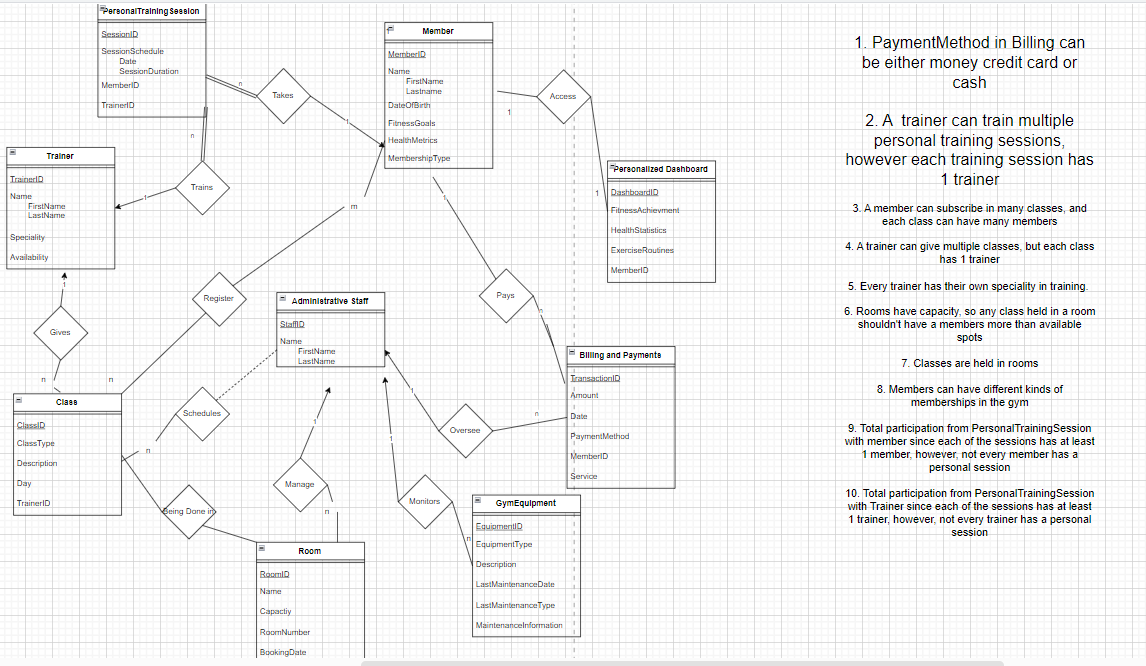 PersonalTrainingSession
SessionID
SessionSchedule
Date
SessionDuration
MemberID
TrainerID
Takes
n
1
Member
MemberID
Name
FirstName
Lastname
DateOfBirth
FitnessGoals
HealthMetrics
MembershipType
Access
1
1
Personalized Dashboard
DashboardID
FitnessAchievment
HealthStatistics
ExerciseRoutines
MemberID
n
Trains
1
Trainer
TrainerID
Name
FirstName
LastName
Speciality
Availability
1
Gives
n
m
Register
n
1
Pays
n
Administrative Staff
StaffID
Name
FirstName
LastName
Schedules
n
Class
ClassID
ClassType
Description
Day
TrainerID
Being Done in
1
Manage
n
1
Oversee
n
1
Monitors
n
Billing and Payments
TransactionID
Amount
Date
PaymentMethod
MemberID
Service
GymEquipment
EquipmentID
EquipmentType
Description
LastMaintenanceDate
LastMaintenanceType
MaintenanceInformation
Room
RoomID
Name
Capactiy
RoomNumber
BookingDate
1. PaymentMethod in Billing can
be either money credit card or
cash
2. A trainer can train multiple
personal training sessions,
however each training session has
1 trainer
3. A member can subscribe in many classes, and
each class can have many members
4. A trainer can give multiple classes, but each class
has 1 trainer
5. Every trainer has their own speciality in training.
6. Rooms have capacity, so any class held in a room
shouldn't have a members more than available
spots
7. Classes are held in rooms
8. Members can have different kinds of
memberships in the gym
9. Total participation from PersonalTrainingSession
with member since each of the sessions has at least
1 member, however, not every member has a
personal session
10. Total participation from PersonalTrainingSession
with Trainer since each of the sessions has at least
1 trainer, however, not every trainer has a personal
session